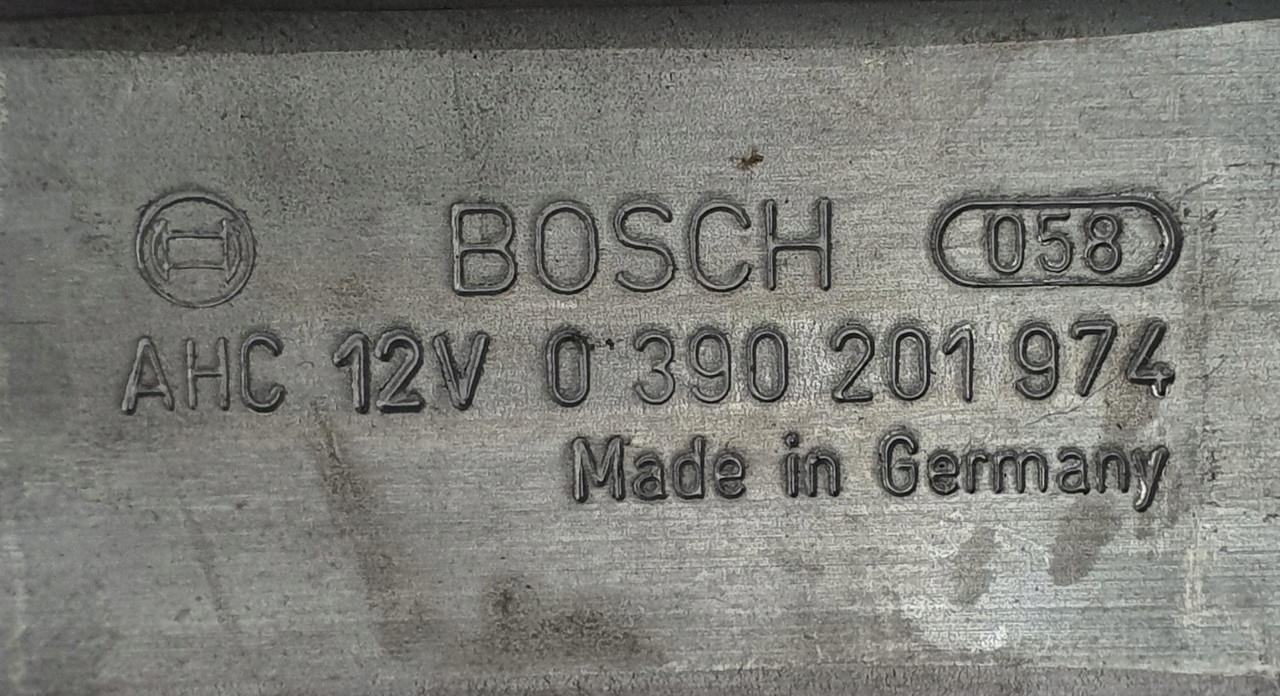 BOSCH 058
AHC 12V 0 390 201 974
Made in Germany